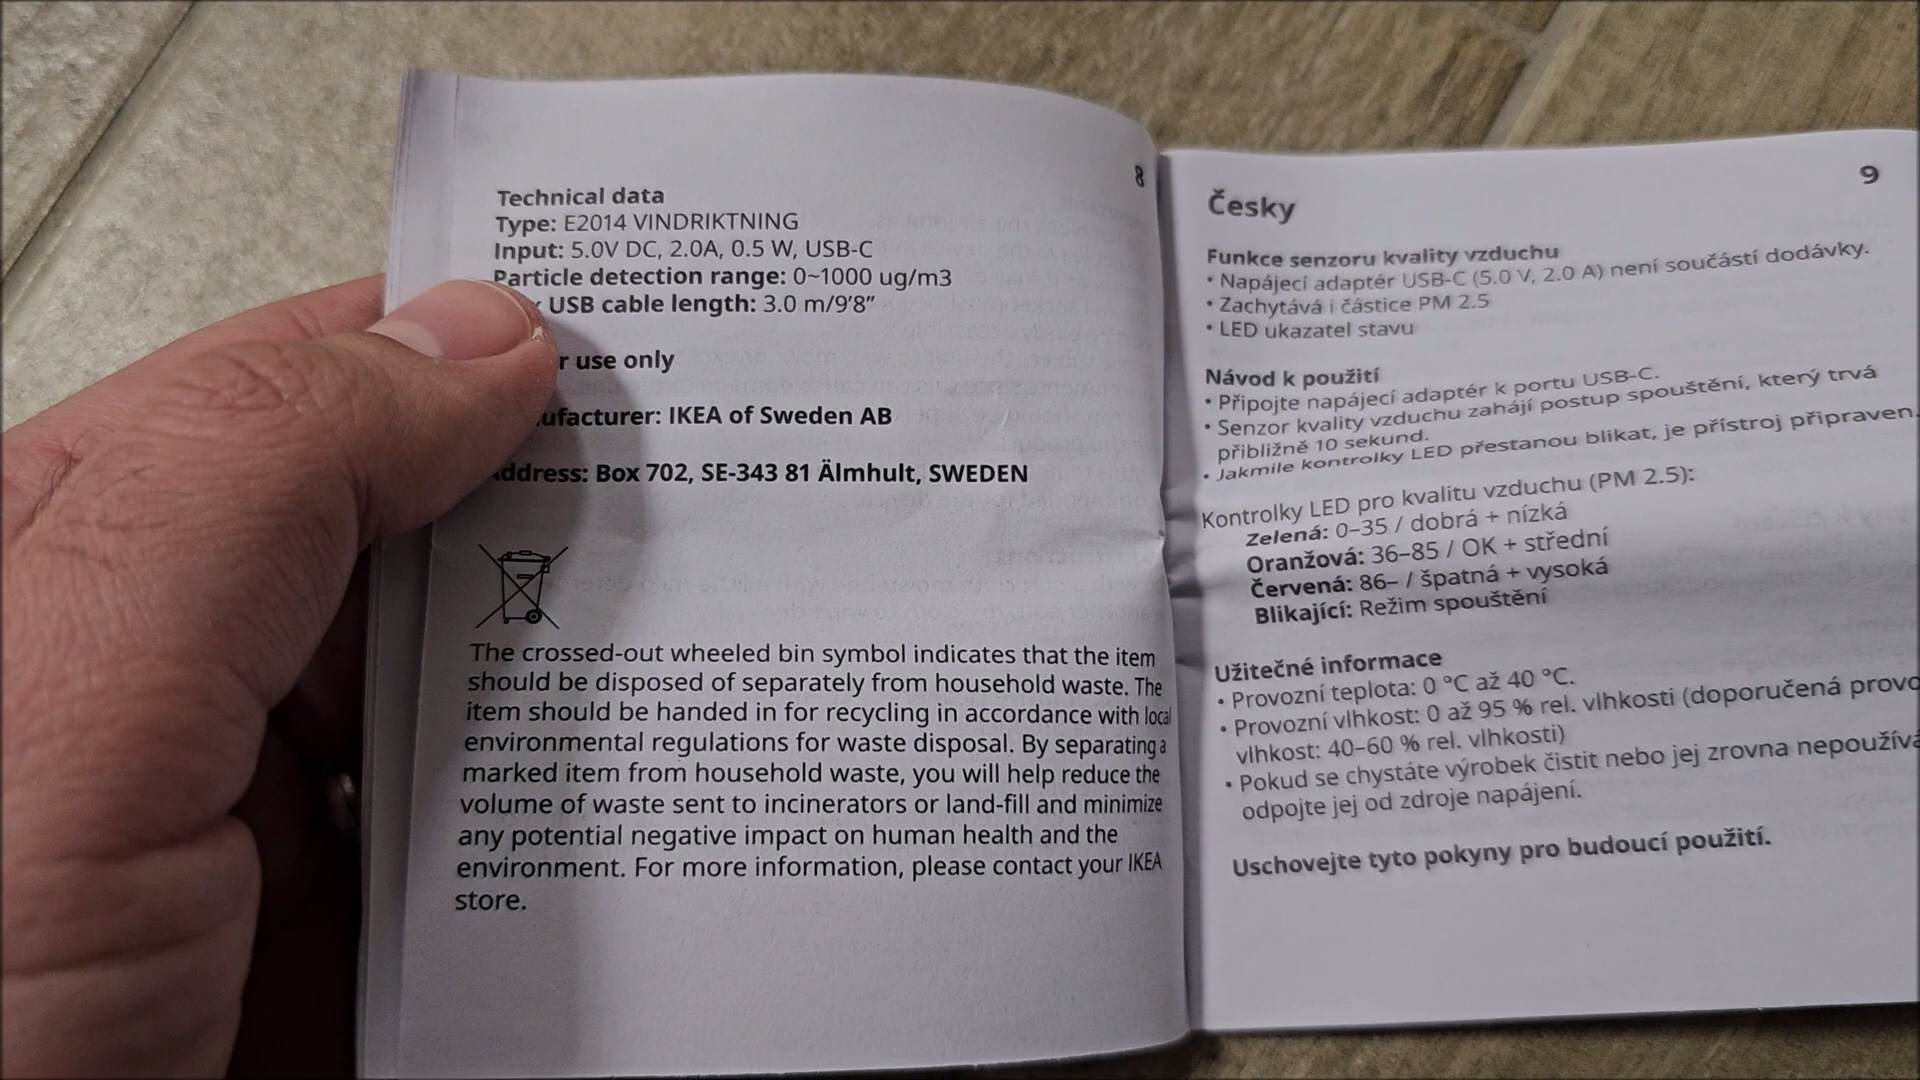 8
Technical data
Type: E2014 VINDRIKTNING
Input: 5.0V DC, 2.0A, 0.5 W, USB-C
Particle detection range: 0~1000 ug/m3
USB cable length: 3.0 m/9'8"
use only
IKEA of Sweden AB
Address: Box 702, SE-343 81 Älmhult, SWEDEN
The crossed-out wheeled bin symbol indicates that the item
should be disposed of separately from household waste. The
item should be handed in for recycling in accordance with local
environmental regulations for waste disposal. By separating a
marked item from household waste, you will help reduce the
volume of waste sent to incinerators or land-fill and minimize
any potential negative impact on human health and the
environment. For more information, please contact your IKEA
store.
9
Česky
Funkce senzoru kvality vzduchu
• Napájecí adaptér USB-C (5.0 V, 2.0 A) není součástí dodávky.
• Zachytává i částice PM 2.5
• LED ukazatel stavu
Návod k použití
• Připojte napájecí adaptér k portu USB-C.
• Senzor kvality vzduchu zahájí postup spouštění, který trvá
přibližně 10 sekund.
• Jakmile kontrolky LED přestanou blikat, je přístroj připraven.
Kontrolky LED pro kvalitu vzduchu (PM 2.5):
Zelená: 0–35 / dobrá + nízká
Oranžová: 36–85 / OK + střední
Červená: 86– / špatná + vysoká
Blikající: Režim spouštění
Užitečné informace
• Provozní teplota: 0 °C až 40 °C.
• Provozní vlhkost: 0 až 95 % rel. vlhkosti (doporučená
vlhkost: 40–60 % rel. vlhkosti)
• Pokud se chystáte výrobek čistit nebo jej zrovna
odpojte jej od zdroje napájení.
Uschovejte tyto pokyny pro budoucí použití.